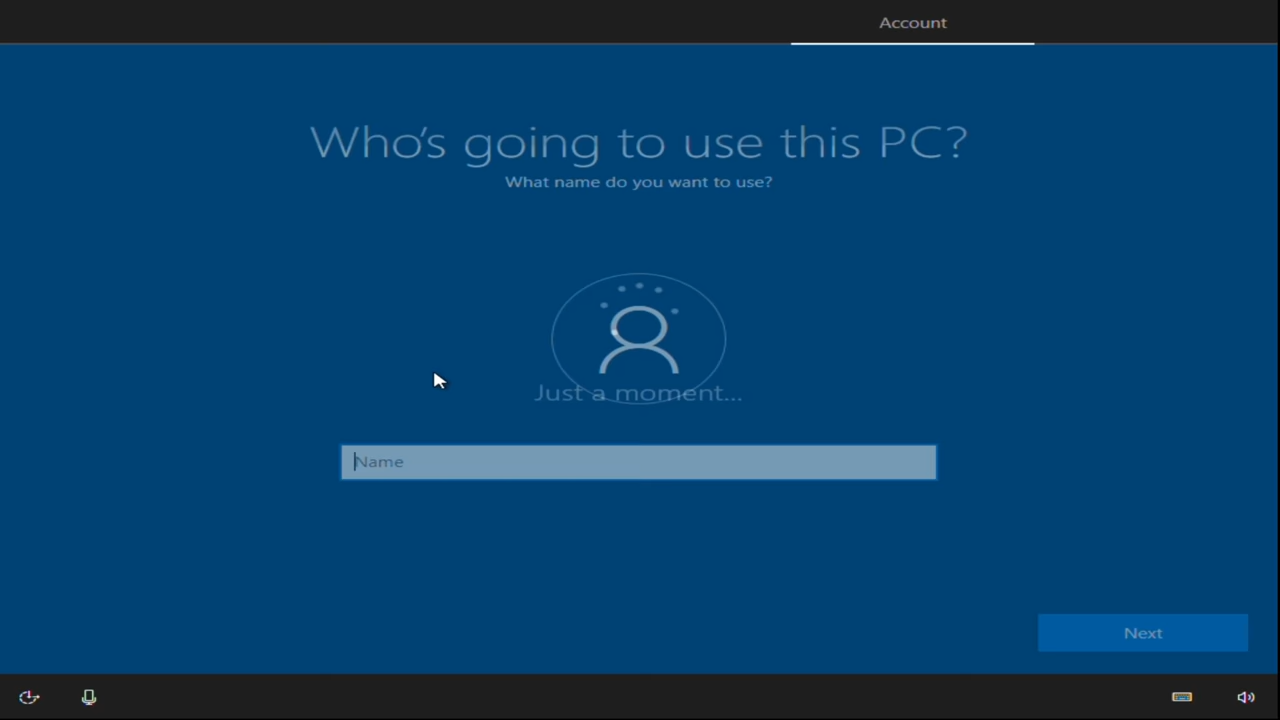 Account
Who's going to use this PC?
What name do you want to use?
Just a moment...
Name
Next